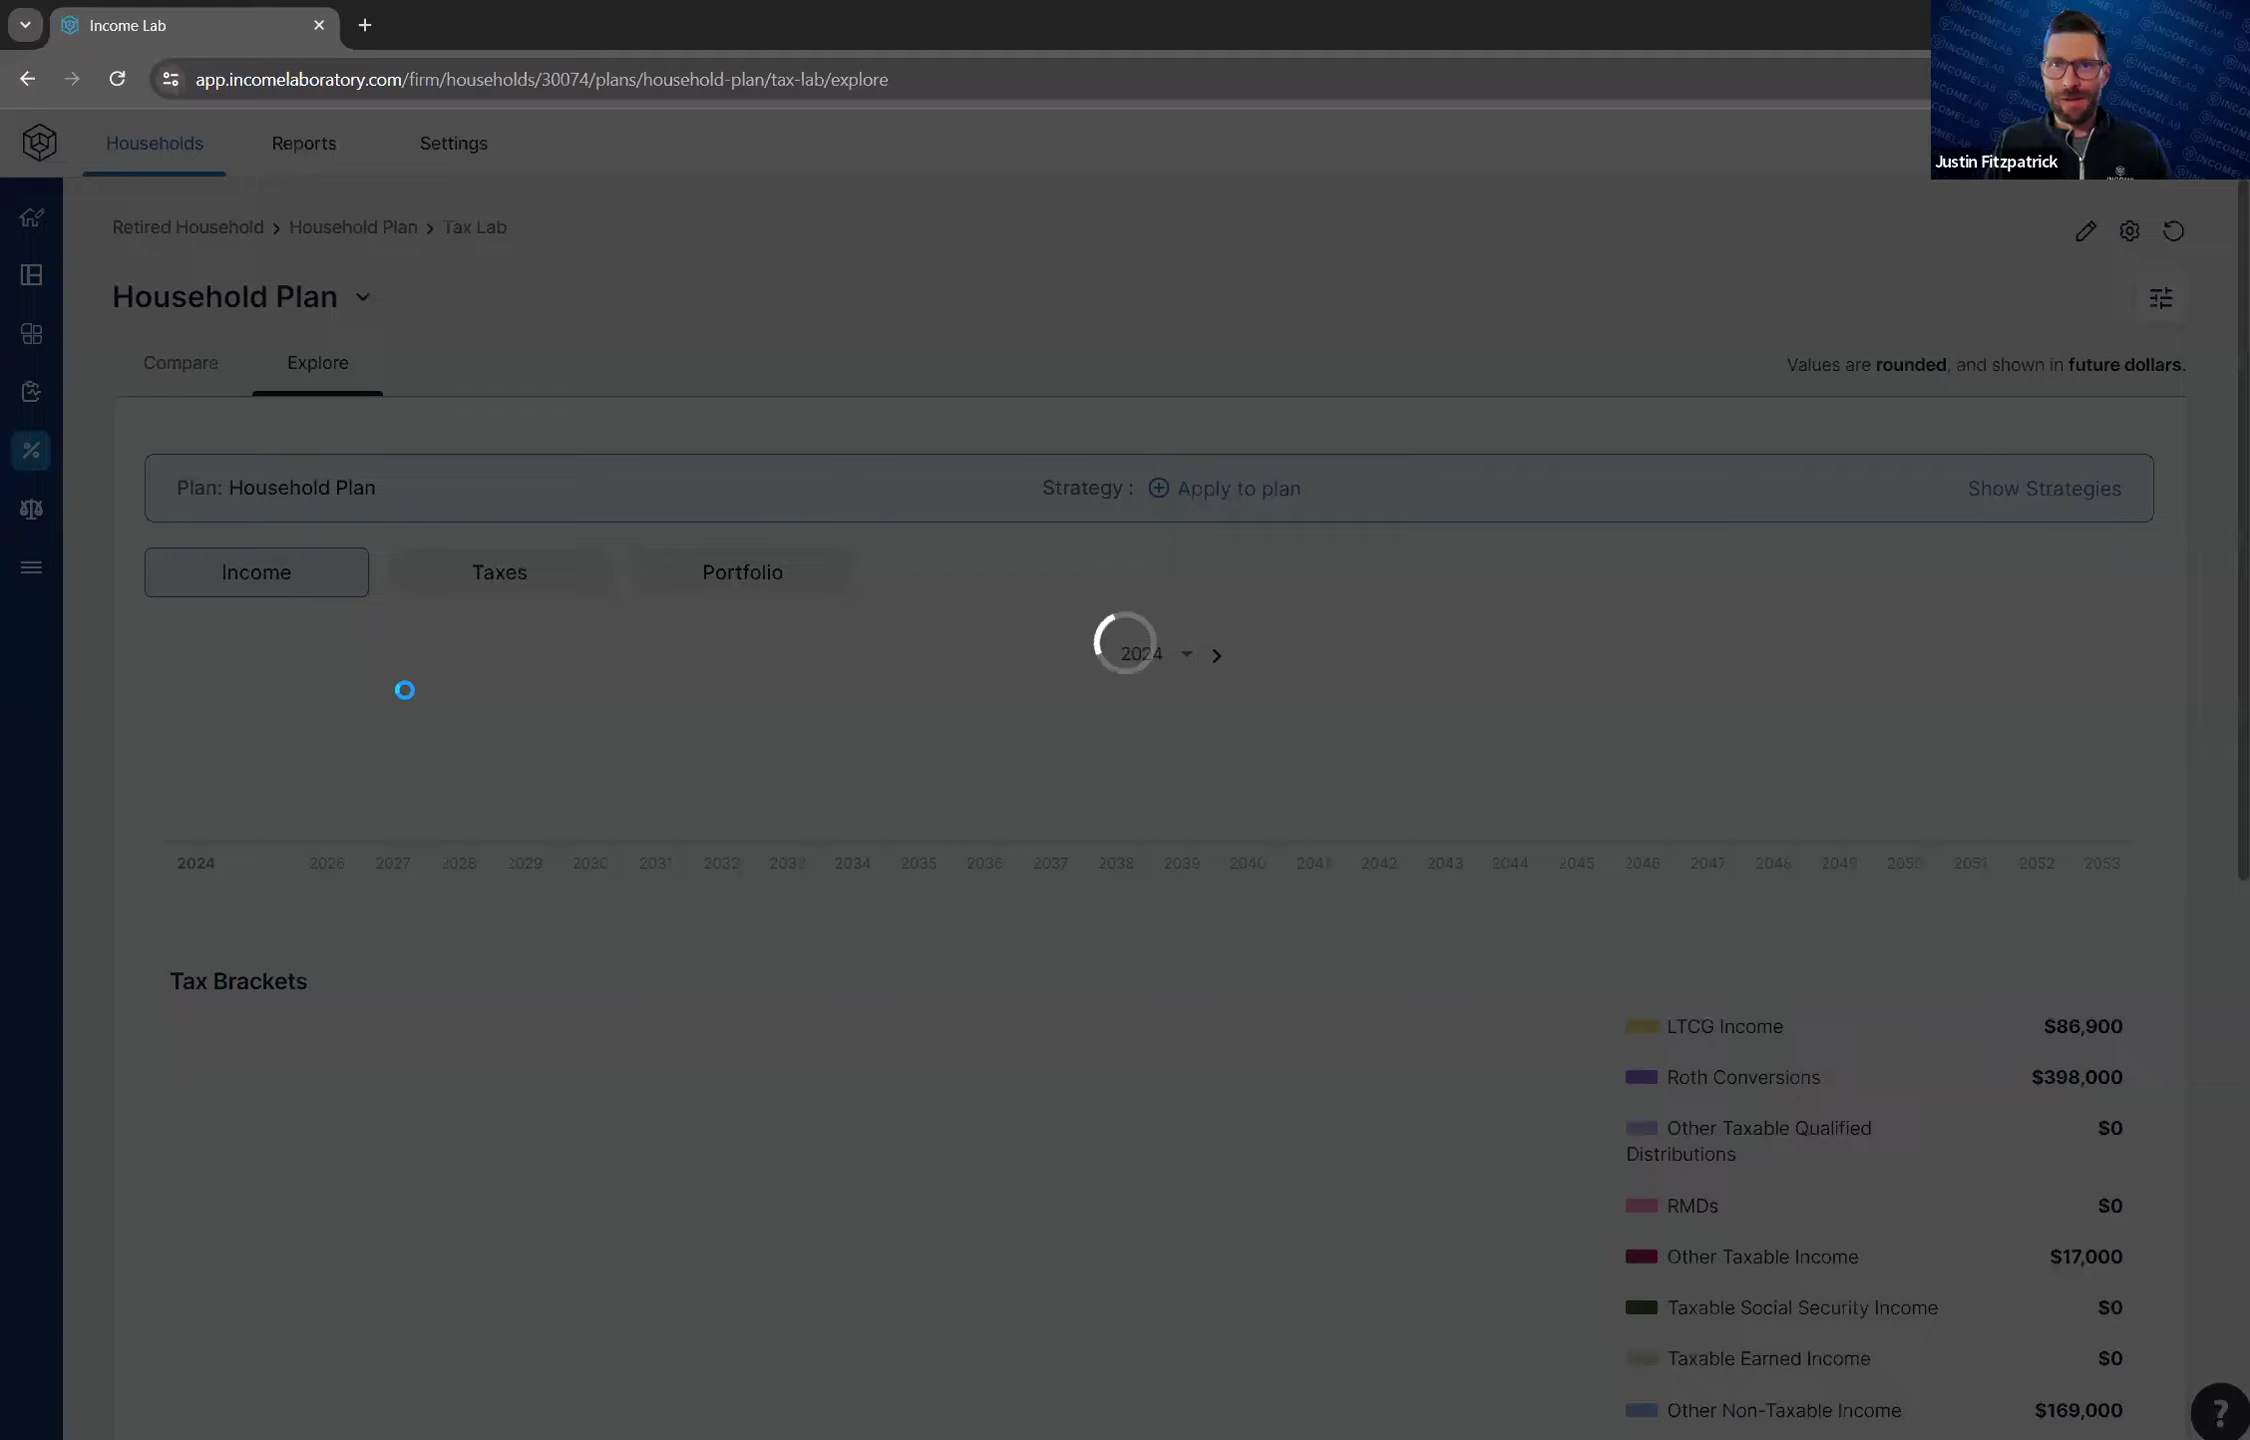 Income Lab
app.incomelaboratory.com/firm/households/30074/plans/household-plan/tax-lab/explore
Justin Fitzpatrick
Households
Reports
Settings
Retired Household > Household Plan > Tax Lab
Household Plan
Compare
Explore
Values are rounded, and shown in future dollars.
Plan: Household Plan
Strategy : Apply to plan
Show Strategies
Income
Taxes
Portfolio
2024
2024 2026 2027 2028 2029 2030 2031 2032 2033 2034 2035 2036 2037 2038 2039 2040 2041 2042 2043 2044 2045 2046 2047 2048 2049 2050 2051 2052 2053
Tax Brackets
LTCG Income $86,900
Roth Conversions $398,000
Other Taxable Qualified $0
Distributions
RMDs $0
Other Taxable Income $17,000
Taxable Social Security Income $0
Taxable Earned Income $0
Other Non-Taxable Income $169,000
?